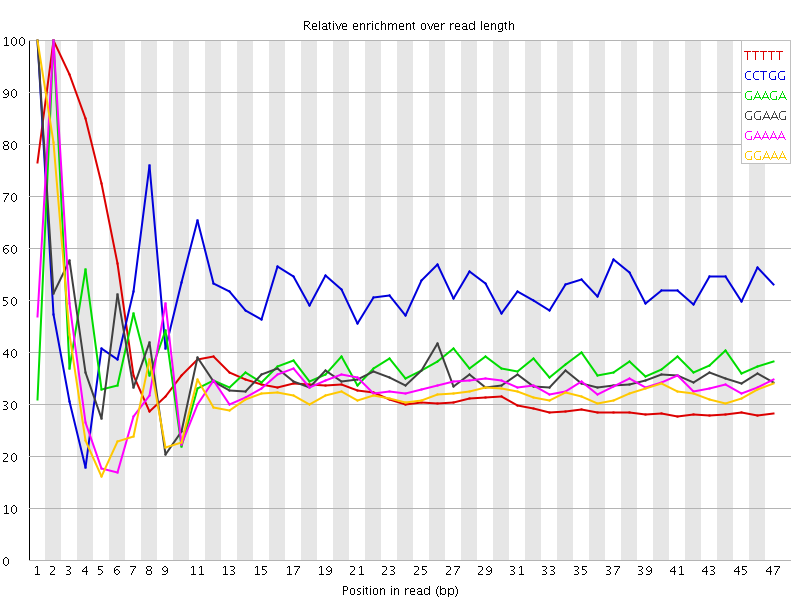 Relative enrichment over read length
100
90
80
70
60
50
40
30
20
10
0
TTTTT
CCTGG
GAAGA
GGAAG
GAAAA
GGAAA
1 2 3 4 5 6 7 8 9 11 13 15 17 19 21 23 25 27 29 31 33 35 37 39 41 43 45 47
Position in read (bp)